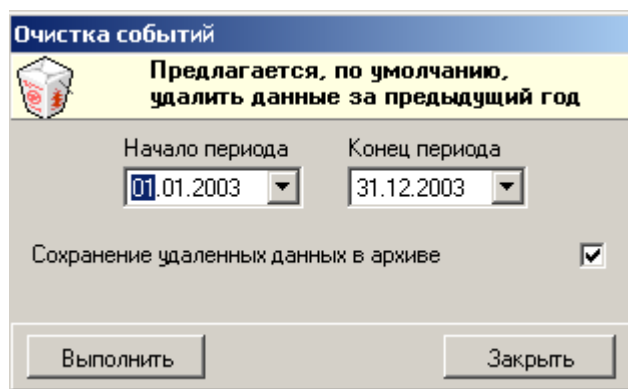 Очистка событий
Предлагается, по умолчанию,
удалить данные за предыдущий год
Начало периода Конец периода
01.01.2003 31.12.2003
Сохранение удаленных данных в архиве
Выполнить Закрыть